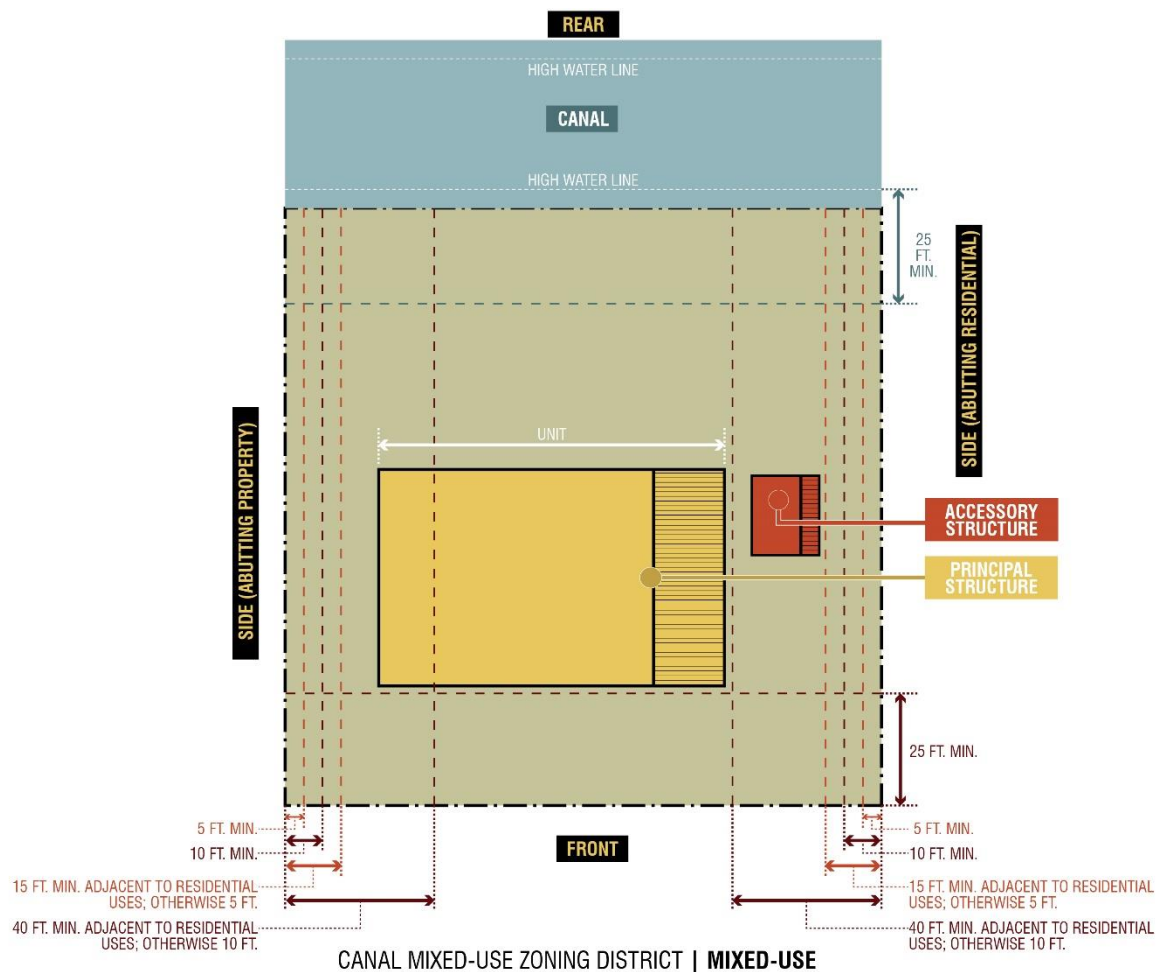 REAR
HIGH WATER LINE
CANAL
HIGH WATER LINE
25
FT.
MIN.
SIDE (ABUTTING RESIDENTIAL)
SIDE (ABUTTING PROPERTY)
UNIT
ACCESSORY
STRUCTURE
PRINCIPAL
STRUCTURE
25 FT. MIN.
5 FT. MIN.
10 FT. MIN.
15 FT. MIN. ADJACENT TO RESIDENTIAL
USES; OTHERWISE 5 FT.
40 FT. MIN. ADJACENT TO RESIDENTIAL
USES; OTHERWISE 10 FT.
FRONT
5 FT. MIN.
10 FT. MIN.
15 FT. MIN. ADJACENT TO RESIDENTIAL
USES; OTHERWISE 5 FT.
40 FT. MIN. ADJACENT TO RESIDENTIAL
USES; OTHERWISE 10 FT.
CANAL MIXED-USE ZONING DISTRICT | MIXED-USE